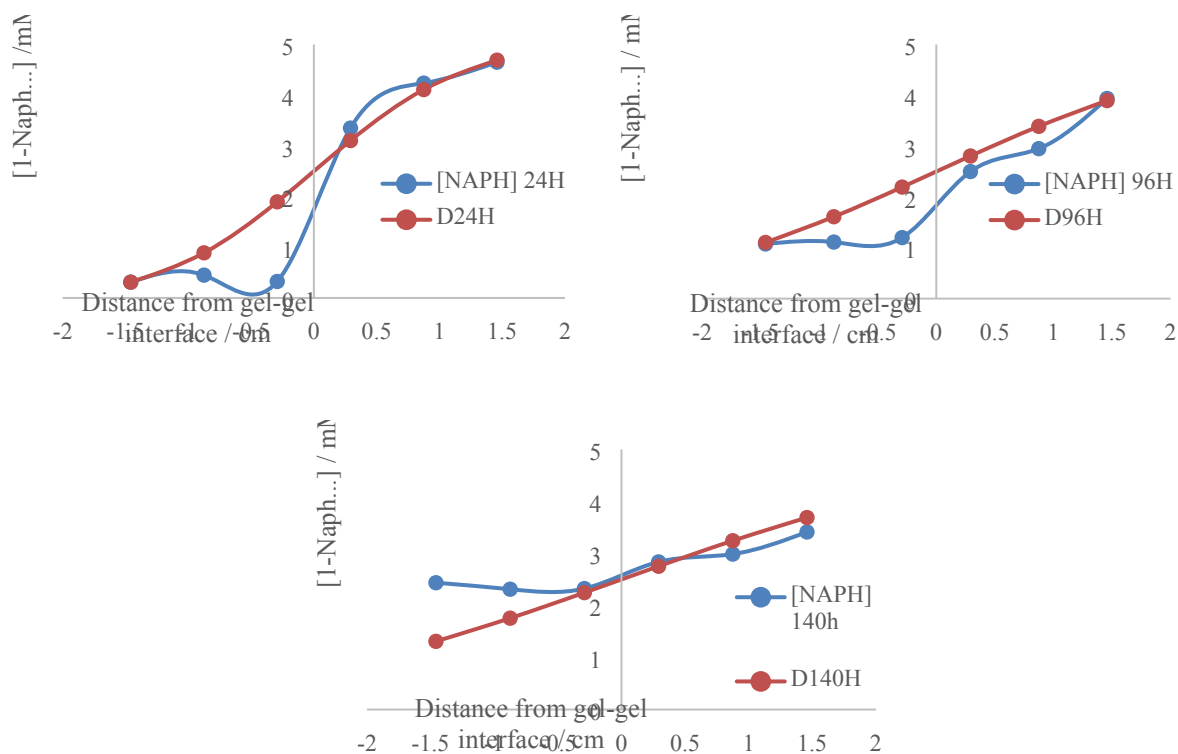 [1-Naph...] /mM
5
4
3
2
1
0
[NAPH] 24H
D24H
Distance from gel-gel
interface / cm
-2 -1.5 -1 -0.5 0 0.5 1 1.5 2
[1-Naph...] / mM
5
4
3
2
1
0
[NAPH] 96H
D96H
Distance from gel-gel
interface / cm
-2 -1.5 -1 -0.5 0 0.5 1 1.5 2
[1-Naph...] / mM
5
4
3
2
1
0
[NAPH]
140h
D140H
Distance from gel-gel
interface / cm
-2 -1.5 -1 -0.5 0 0.5 1 1.5 2